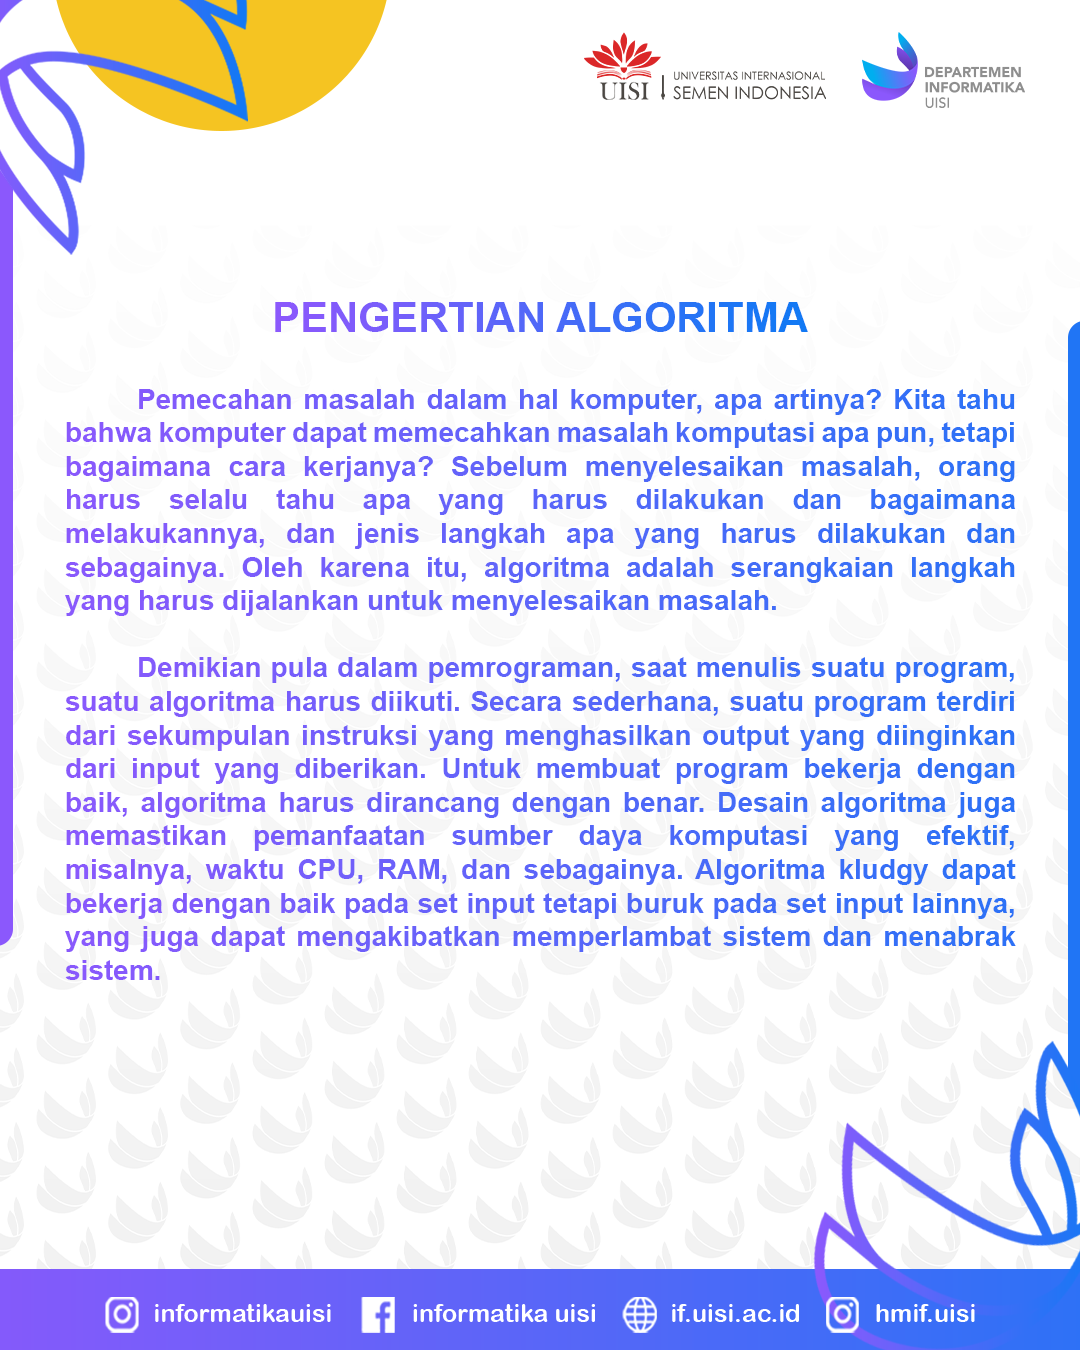 UISI
UNIVERSITAS INTERNASIONAL
SEMEN INDONESIA
DEPARTEMEN
INFORMATIKA
UISI
PENGERTIAN ALGORITMA
Pemecahan masalah dalam hal komputer, apa artinya? Kita tahu
bahwa komputer dapat memecahkan masalah komputasi apa pun, tetapi
bagaimana cara kerjanya? Sebelum menyelesaikan masalah, orang
harus selalu tahu apa yang harus dilakukan dan bagaimana
melakukannya, dan jenis langkah apa yang harus dilakukan dan
sebagainya. Oleh karena itu, algoritma adalah serangkaian langkah
yang harus dijalankan untuk menyelesaikan masalah.
Demikian pula dalam pemrograman, saat menulis suatu program,
suatu algoritma harus diikuti. Secara sederhana, suatu program terdiri
dari sekumpulan instruksi yang menghasilkan output yang diinginkan
dari input yang diberikan. Untuk membuat program bekerja dengan
baik, algoritma harus dirancang dengan benar. Desain algoritma juga
memastikan pemanfaatan sumber daya komputasi yang efektif,
misalnya, waktu CPU, RAM, dan sebagainya. Algoritma kludgy dapat
bekerja dengan baik pada set input tetapi buruk pada set input lainnya,
yang juga dapat mengakibatkan memperlambat sistem dan menabrak
sistem.
informatikauisi informatika uisi if.uisi.ac.id hmif.uisi